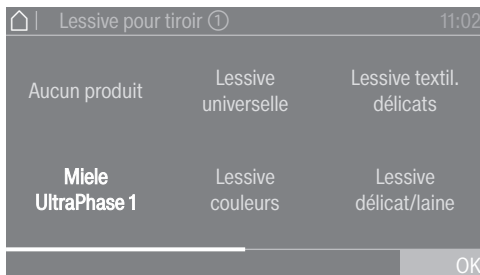 Lessive pour tiroir ① 11:02
Aucun produit
Lessive
universelle
Lessive textil.
délicats
Miele
UltraPhase 1
Lessive
couleurs
Lessive
délicat/laine
OK